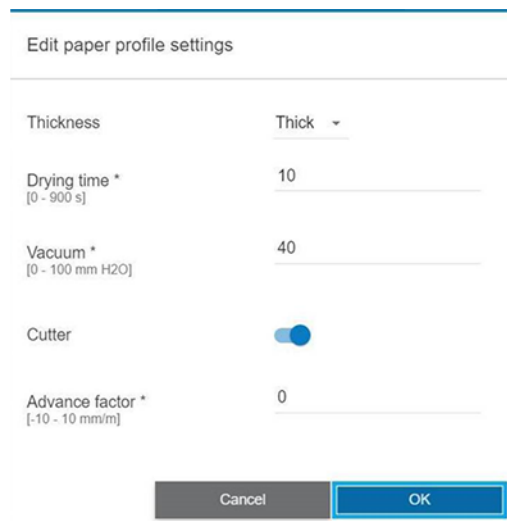 Edit paper profile settings
Thickness
Thick
Drying time *
10
[0 - 900 s]
Vacuum *
40
[0 - 100 mm H2O]
Cutter
Advance factor *
0
[-10 - 10 mm/m]
Cancel
OK